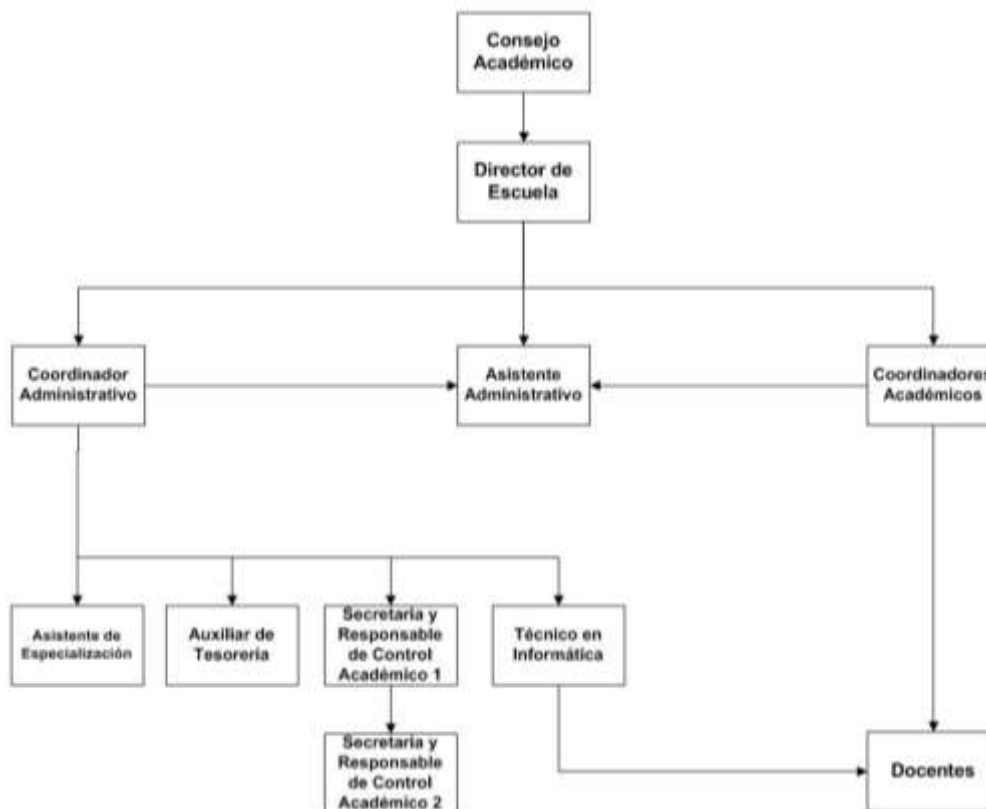 Consejo
Académico
Director de
Escuela
Coordinador
Administrativo
Asistente
Administrativo
Coordinadores
Académicos
Asistente de
Especialización
Auxiliar de
Tesorería
Secretaria y
Responsable
de Control
Académico 1
Técnico en
Informática
Secretaria y
Responsable
de Control
Académico 2
Docentes